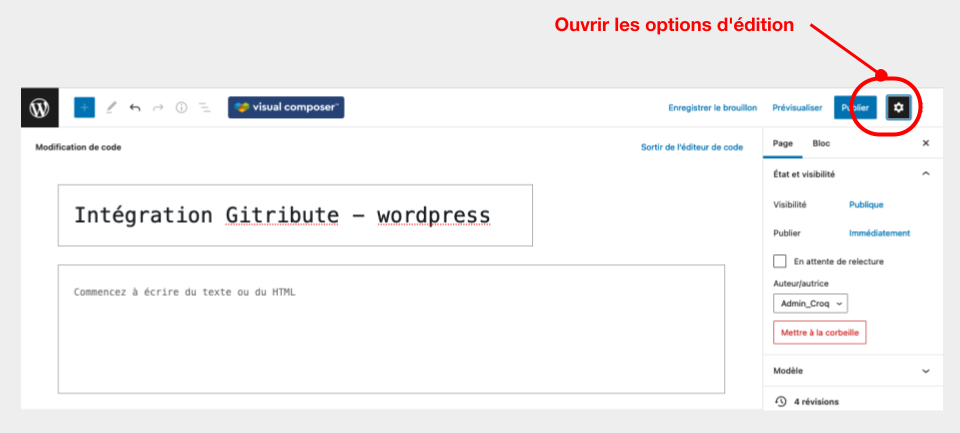 Ouvrir les options d'édition
visual composer™
Enregistrer le brouillon
Prévisualiser
Publier
Modification de code
Sortir de l'éditeur de code
Page
Bloc
État et visibilité
Visibilité
Publique
Publier
Immédiatement
En attente de relecture
Auteur/autrice
Admin_Croq
Mettre à la corbeille
Modèle
4 révisions
Intégration Gitribute – wordpress
Commencez à écrire du texte ou du HTML